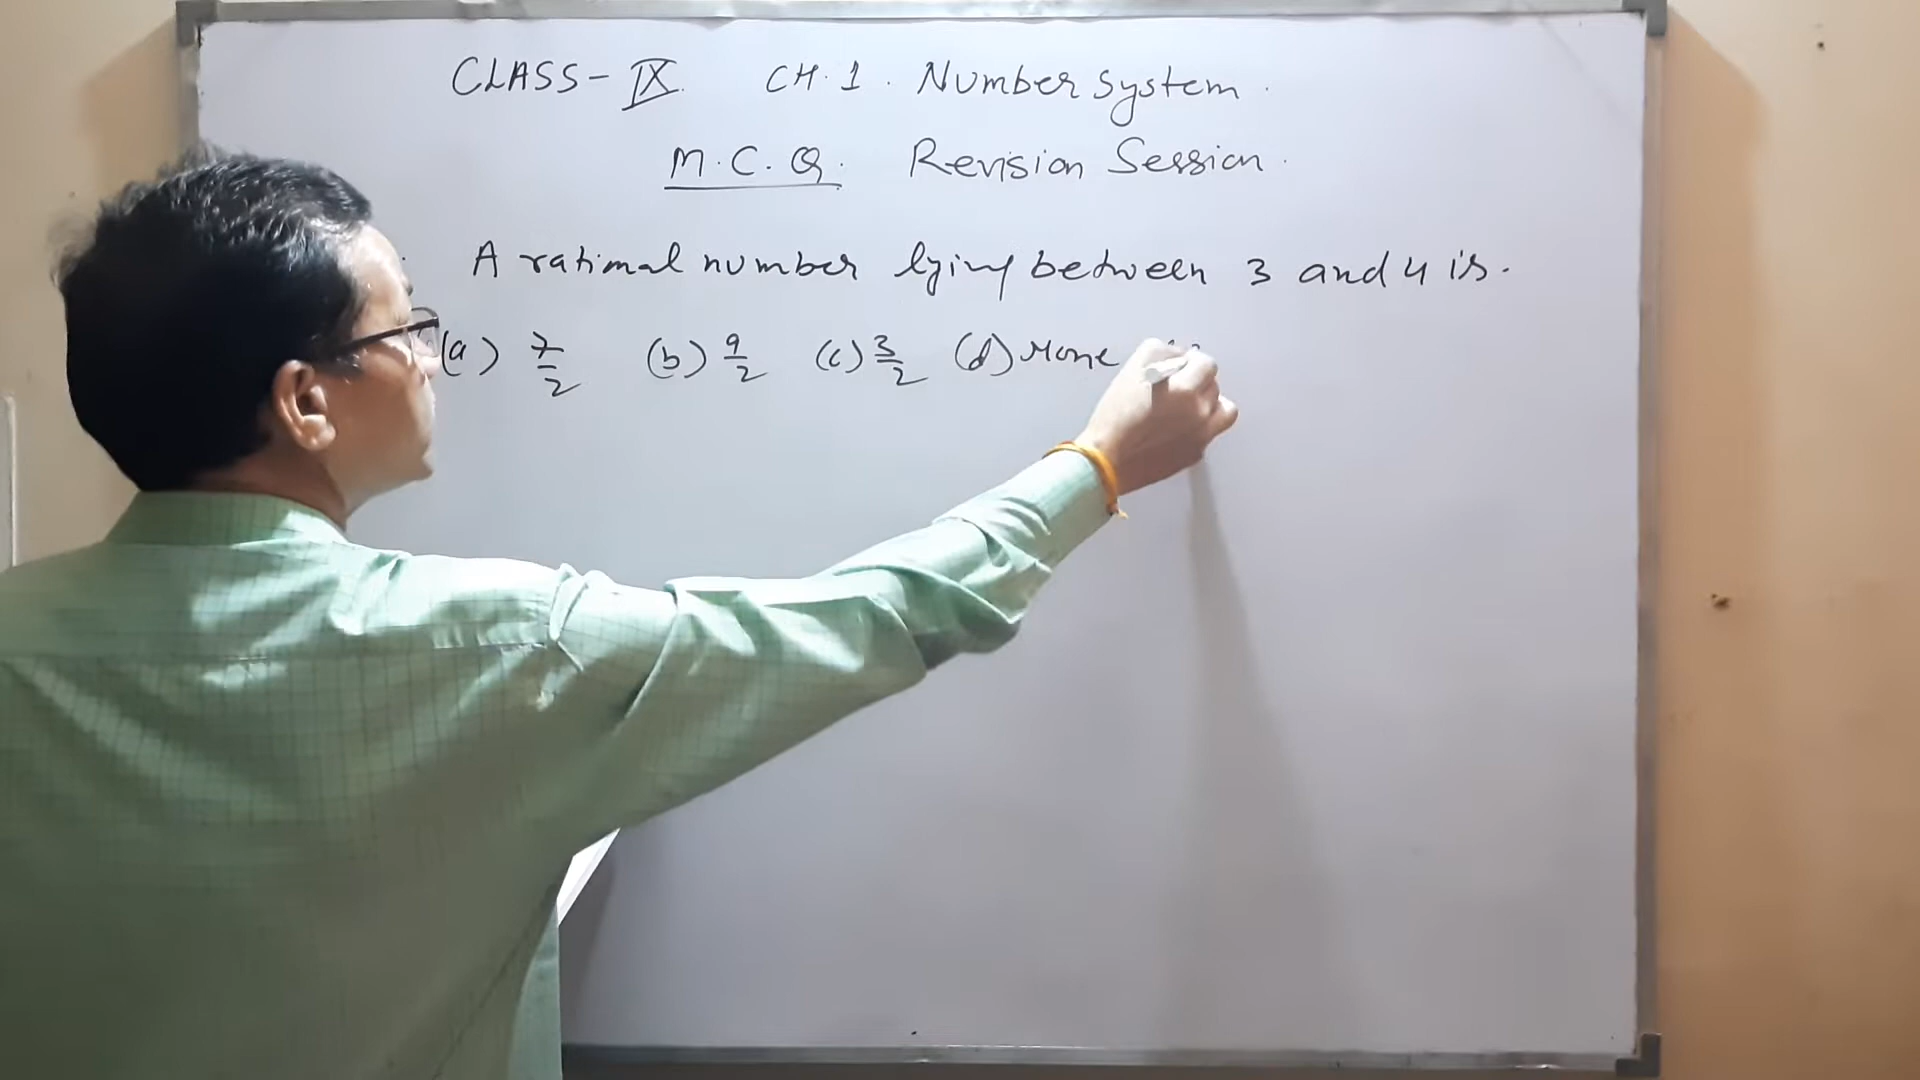 CLASS-IX. CH.1. Number System.
M.C.Q. Revision Session.
A rational number lying between 3 and 4 is.
(a) 7/2 (b) 9/2 (c) 3/2 (d) None